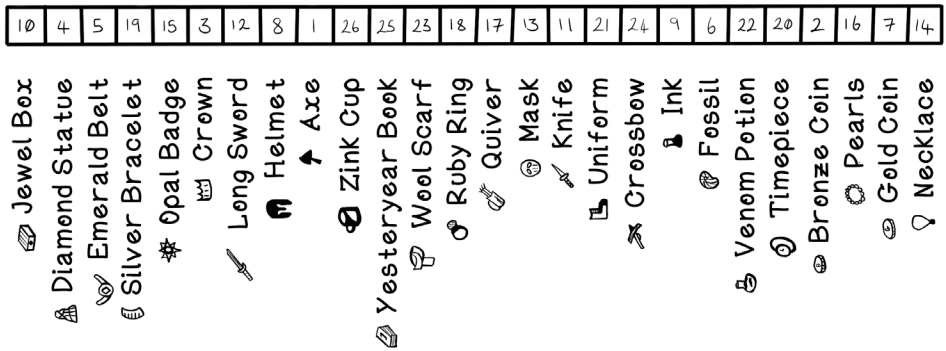 10 4 5 19 15 3 12 8 1 26 25 23 18 17 13 11 21 24 9 6 22 20 2 16 7 14
Jewel Box
Diamond Statue
Emerald Belt
Silver Bracelet
Opal Badge
Crown
Long Sword
Helmet
Axe
Zink Cup
Yesteryear Book
Wool Scarf
Ruby Ring
Quiver
Mask
Knife
Uniform
Crossbow
Ink
Fossil
Venom Potion
Timepiece
Bronze Coin
Pearls
Gold Coin
Necklace